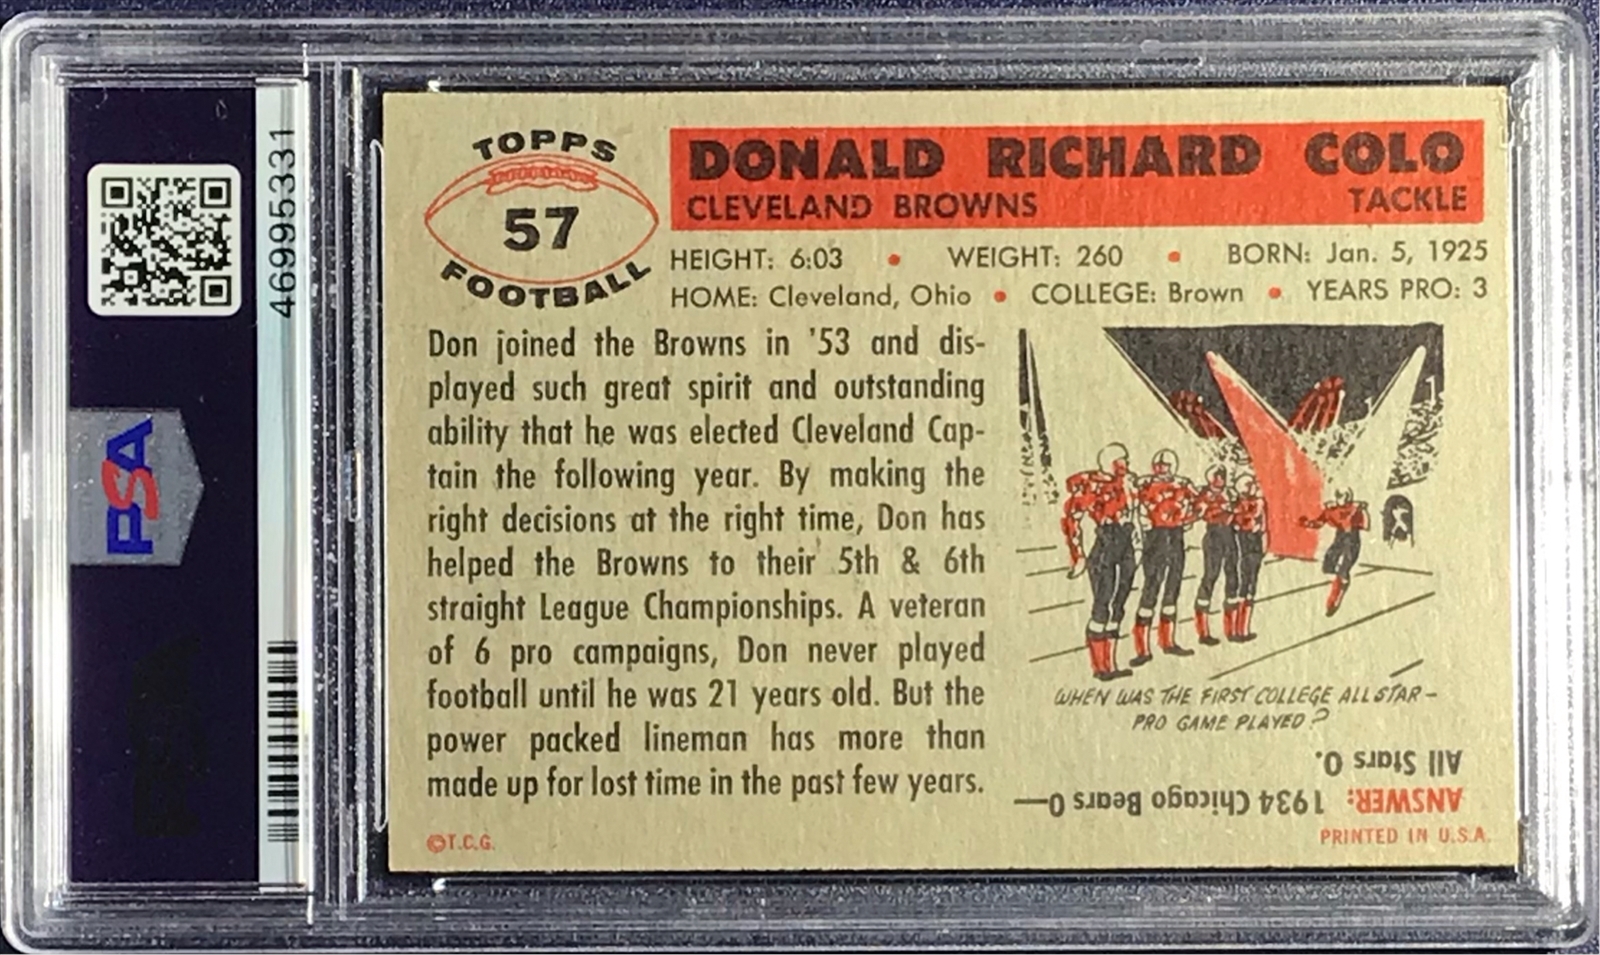 46995331
PSA
TOPPS
57
FOOTBALL
DONALD RICHARD COLO
CLEVELAND BROWNS TACKLE
HEIGHT: 6:03 • WEIGHT: 260 • BORN: Jan. 5, 1925
HOME: Cleveland, Ohio • COLLEGE: Brown • YEARS PRO: 3
Don joined the Browns in '53 and dis-
played such great spirit and outstanding
ability that he was elected Cleveland Cap-
tain the following year. By making the
right decisions at the right time, Don has
helped the Browns to their 5th & 6th
straight League Championships. A veteran
of 6 pro campaigns, Don never played
football until he was 21 years old. But the
power packed lineman has more than
made up for lost time in the past few years.
©T.C.G.
WHEN WAS THE FIRST COLLEGE ALL STAR-
PRO GAME PLAYED?
ANSWER: 1934 Chicago Bears 0—
All Stars 0.
PRINTED IN U.S.A.